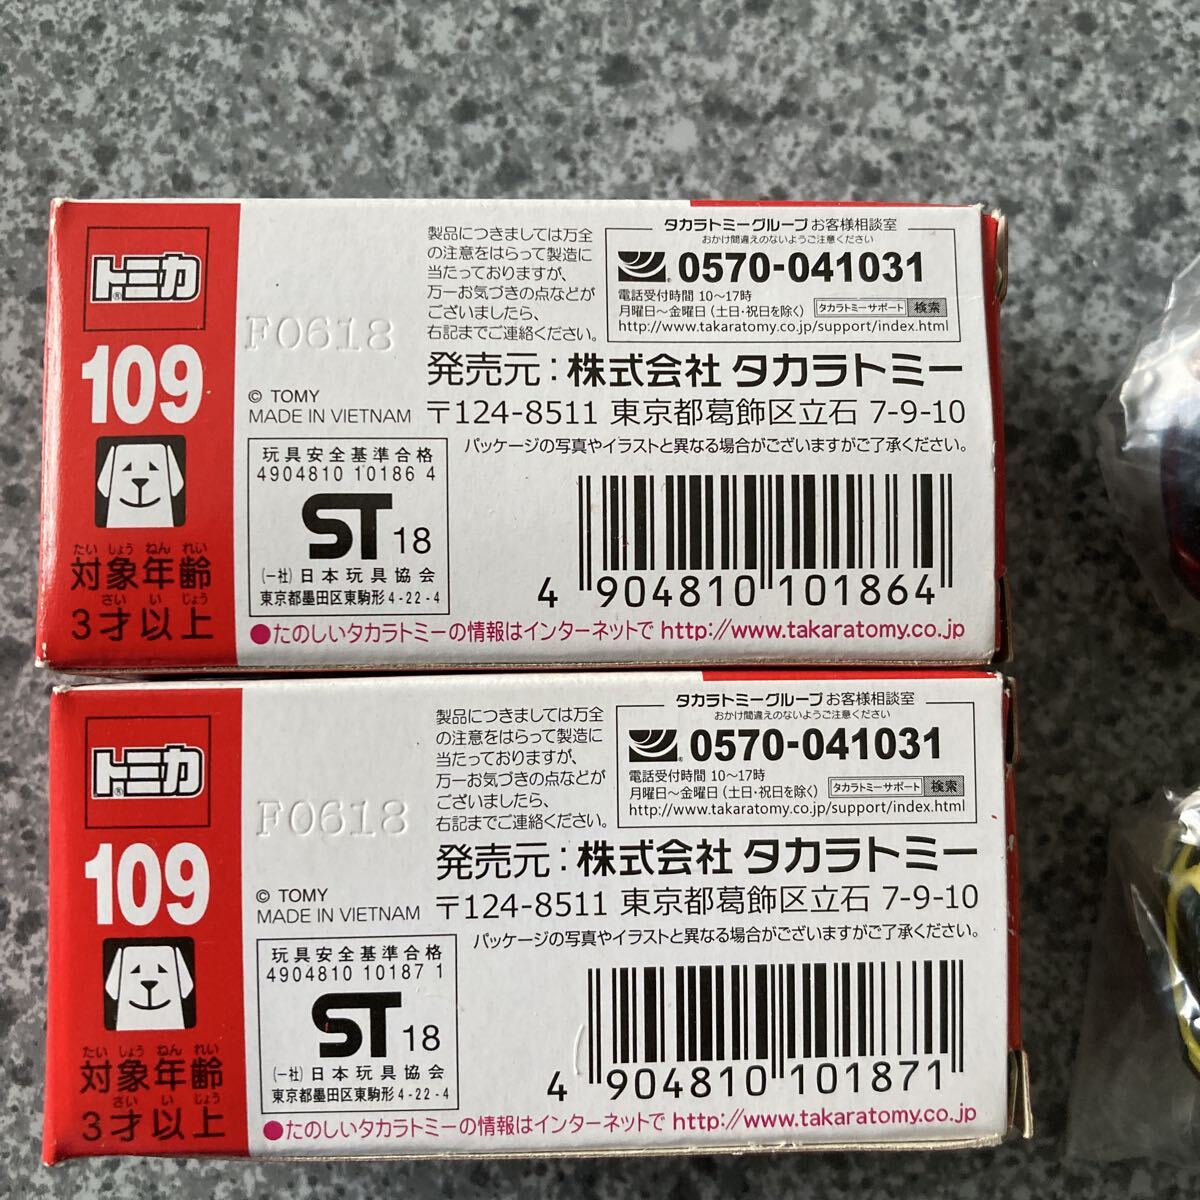 トミカ
109
たいしょうねんれい
対象年齢
さいいじょう
3才以上
F0618
© TOMY
MADE IN VIETNAM
製品につきましては万全
の注意をはらって製造に
当たっておりますが、
万一お気づきの点などが
ございましたら、
右記までご連絡ください。
タカラトミーグループお客様相談室
おかけ間違えのないようご注意ください
0570-041031
電話受付時間 10〜17時
月曜日〜金曜日(土日・祝日を除く) タカラトミーサポート 検索
http://www.takaratomy.co.jp/support/index.html
発売元:株式会社 タカラトミー
〒124-8511 東京都葛飾区立石 7-9-10
パッケージの写真やイラストと異なる場合がございますがご了承ください。
玩具安全基準合格
4904810 10186 4
ST 18
(一社)日本玩具協会
東京都墨田区東駒形4-22-4
4 904810 101864
●たのしいタカラトミーの情報はインターネットで http://www.takaratomy.co.jp
トミカ
109
たいしょうねんれい
対象年齢
さいいじょう
3才以上
F0618
© TOMY
MADE IN VIETNAM
製品につきましては万全
の注意をはらって製造に
当たっておりますが、
万一お気づきの点などが
ございましたら、
右記までご連絡ください。
タカラトミーグループお客様相談室
おかけ間違えのないようご注意ください
0570-041031
電話受付時間 10〜17時
月曜日〜金曜日(土日・祝日を除く) タカラトミーサポート 検索
http://www.takaratomy.co.jp/support/index.html
発売元:株式会社 タカラトミー
〒124-8511 東京都葛飾区立石 7-9-10
パッケージの写真やイラストと異なる場合がございますがご了承ください。
玩具安全基準合格
4904810 10187 1
ST 18
(一社)日本玩具協会
東京都墨田区東駒形4-22-4
4 904810 101871
●たのしいタカラトミーの情報はインターネットで http://www.takaratomy.co.jp